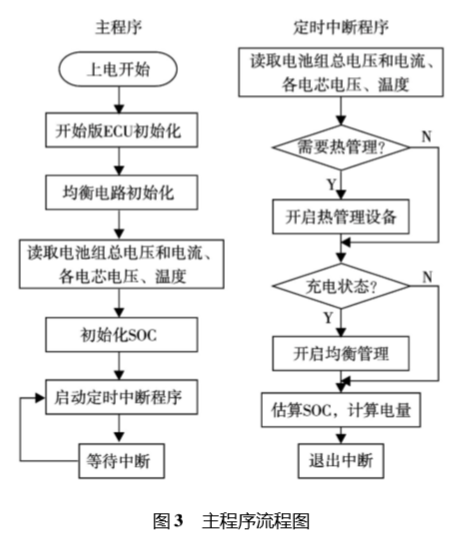 主程序
上电开始
开始版ECU初始化
均衡电路初始化
读取电池组总电压和电流、
各电芯电压、温度
初始化SOC
启动定时中断程序
等待中断
定时中断程序
读取电池组总电压和电流、
各电芯电压、温度
需要热管理?
N
Y
开启热管理设备
充电状态?
N
Y
开启均衡管理
估算SOC，计算电量
退出中断
图3 主程序流程图